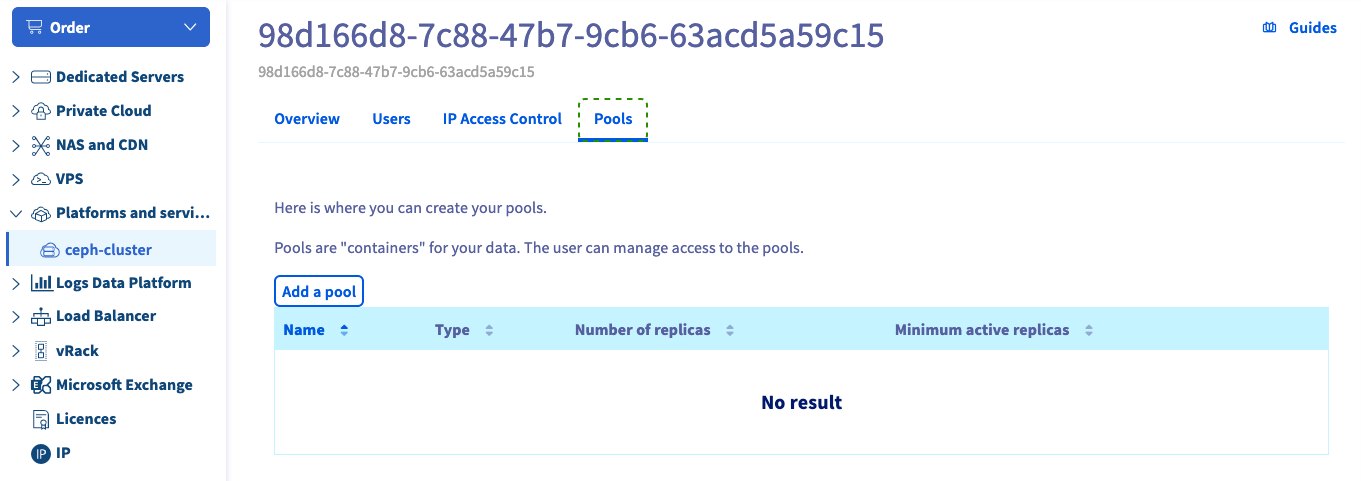 Order
Dedicated Servers
Private Cloud
NAS and CDN
VPS
Platforms and servi...
ceph-cluster
Logs Data Platform
Load Balancer
vRack
Microsoft Exchange
Licences
IP IP
98d166d8-7c88-47b7-9cb6-63acd5a59c15
Guides
98d166d8-7c88-47b7-9cb6-63acd5a59c15
Overview Users IP Access Control Pools
Here is where you can create your pools.
Pools are "containers" for your data. The user can manage access to the pools.
Add a pool
Name Type Number of replicas Minimum active replicas
No result